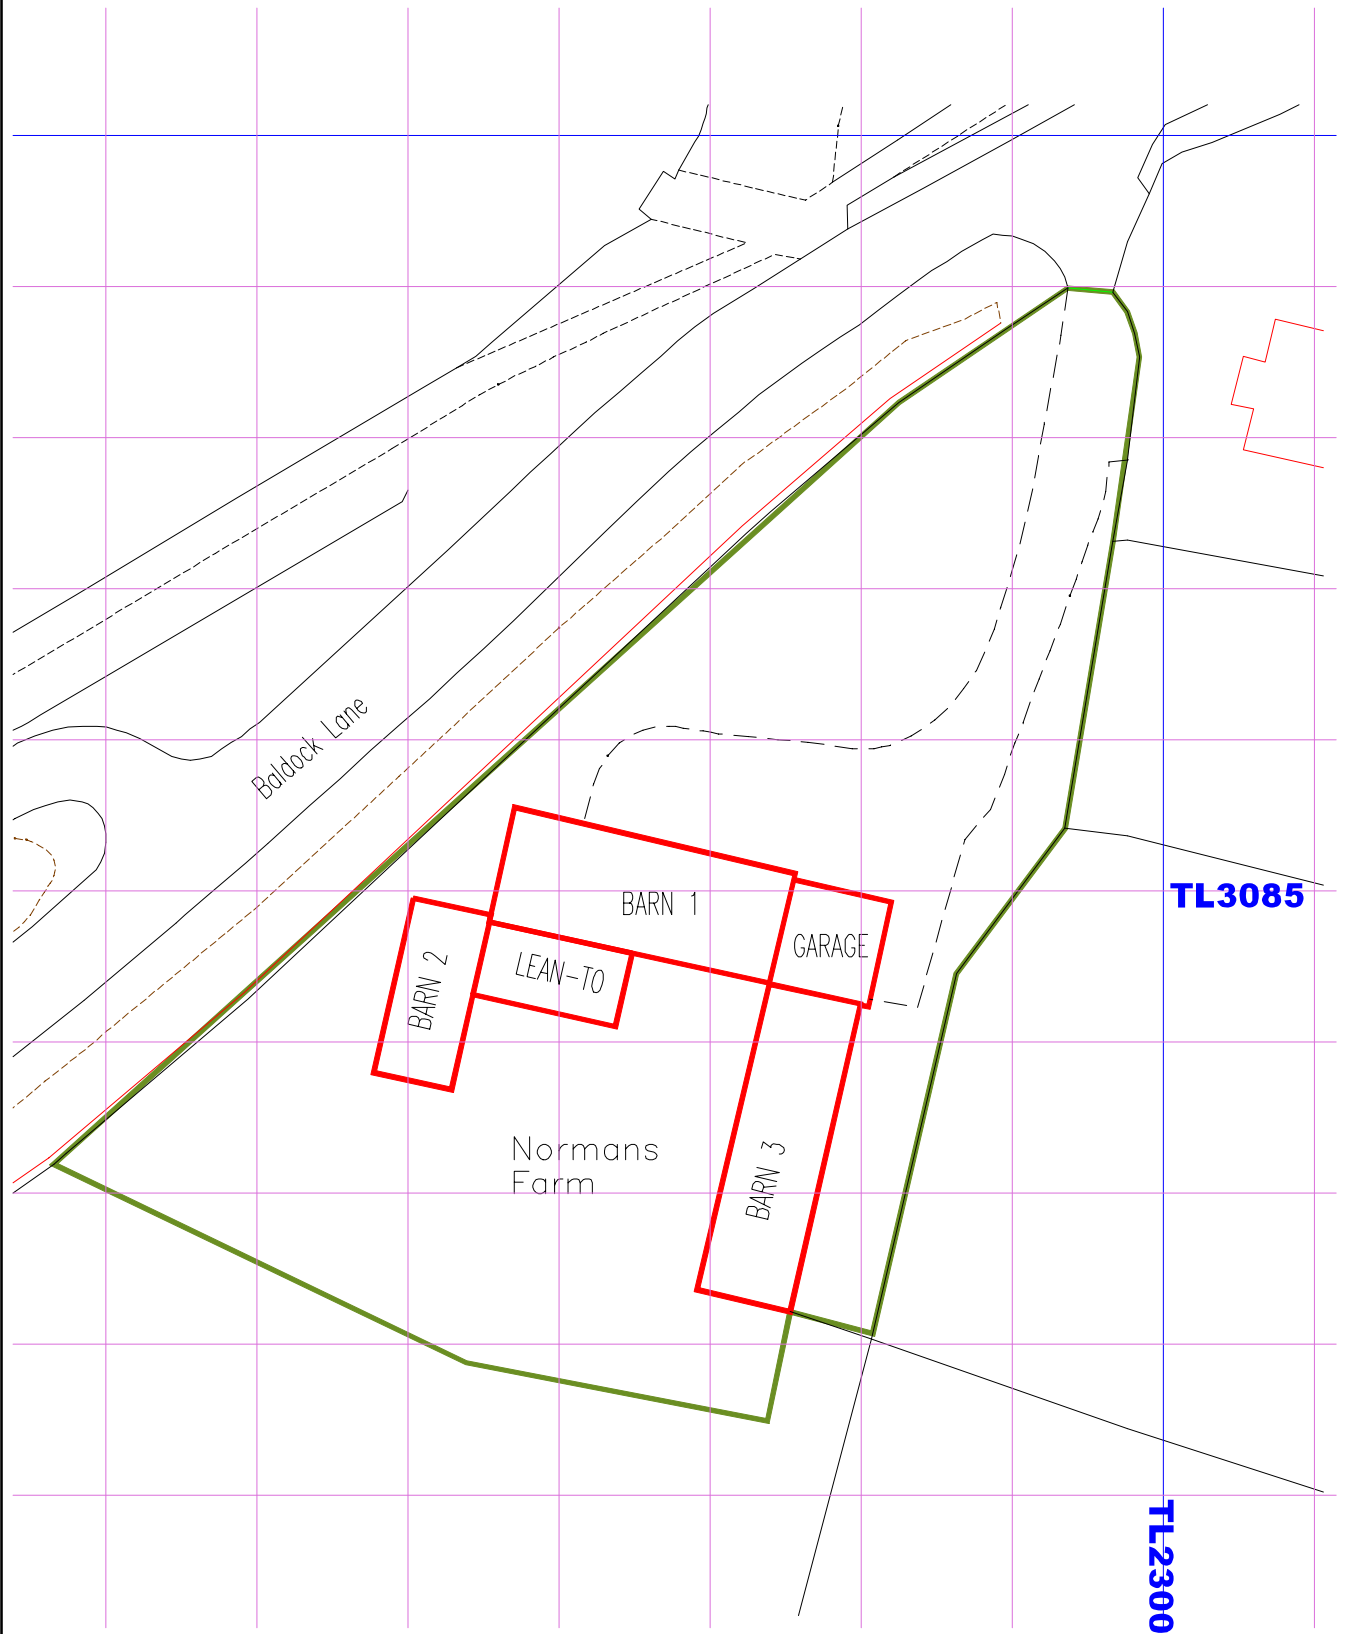 Baldock Lane
BARN 1
TL3085
GARAGE
LEAN-TO
BARN 2
Normans
Farm
BARN 3
TL2300